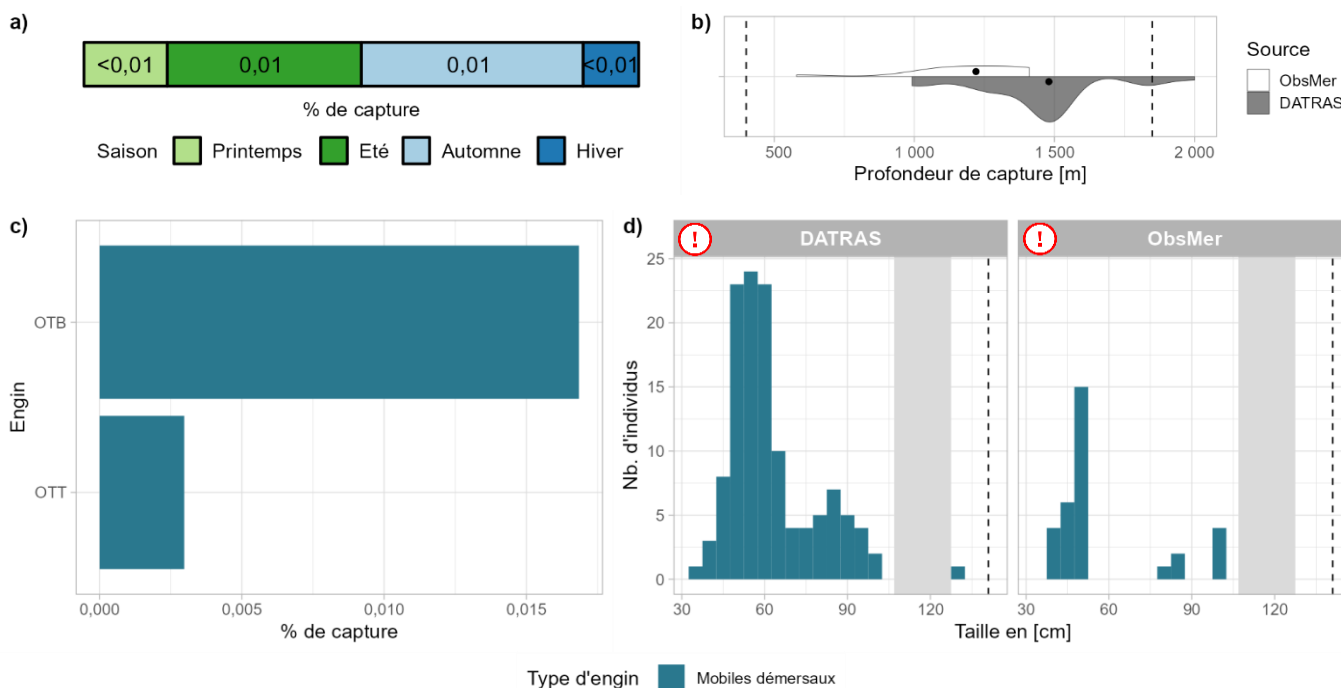 a)
<0,01 0,01 0,01 <0,01
% de capture
Saison Printemps Eté Automne Hiver
b)
500 1 000 1 500 2 000
Profondeur de capture [m]
Source
ObsMer
DATRAS
c)
Engin
OTB
OTT
0,000 0,005 0,010 0,015
% de capture
d)
! DATRAS ! ObsMer
Nb. d'individus
25
20
15
10
5
0
30 60 90 120 30 60 90 120
Taille en [cm]
Type d'engin Mobiles démersaux